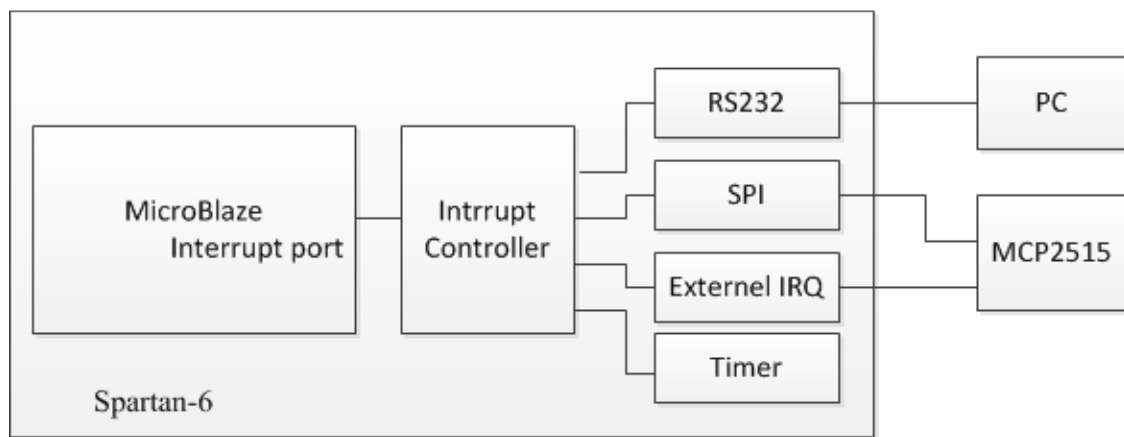 RS232
PC
MicroBlaze
Interrupt port
Intrrupt
Controller
SPI
MCP2515
Externel IRQ
Timer
Spartan-6